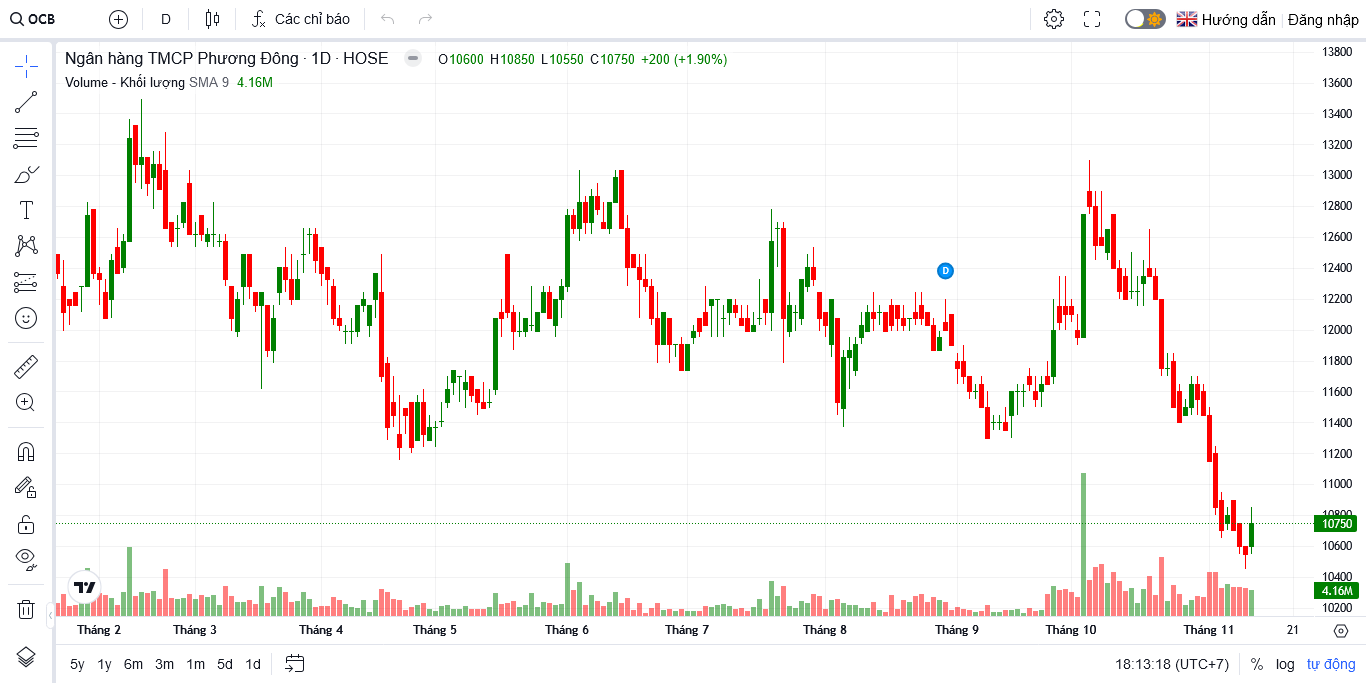 OCB D Các chỉ báo Hướng dẫn Đăng nhập
Ngân hàng TMCP Phương Đông · 1D · HOSE O10600 H10850 L10550 C10750 +200 (+1.90%)
Volume - Khối lượng SMA 9 4.16M
13800
13600
13400
13200
13000
12800
12600
12400
D
12200
12000
11800
11600
11400
11200
11000
10800
10750
10600
10400
4.16M
10200
Tháng 2 Tháng 3 Tháng 4 Tháng 5 Tháng 6 Tháng 7 Tháng 8 Tháng 9 Tháng 10 Tháng 11 21
5y 1y 6m 3m 1m 5d 1d 18:13:18 (UTC+7) % log tự động